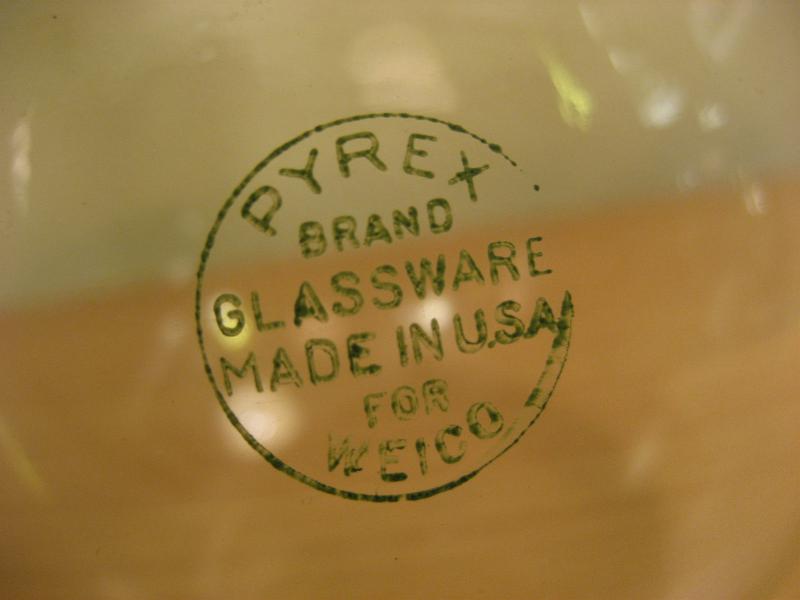 PYREX
BRAND
GLASSWARE
MADE IN U.S.A.
FOR
WEICO